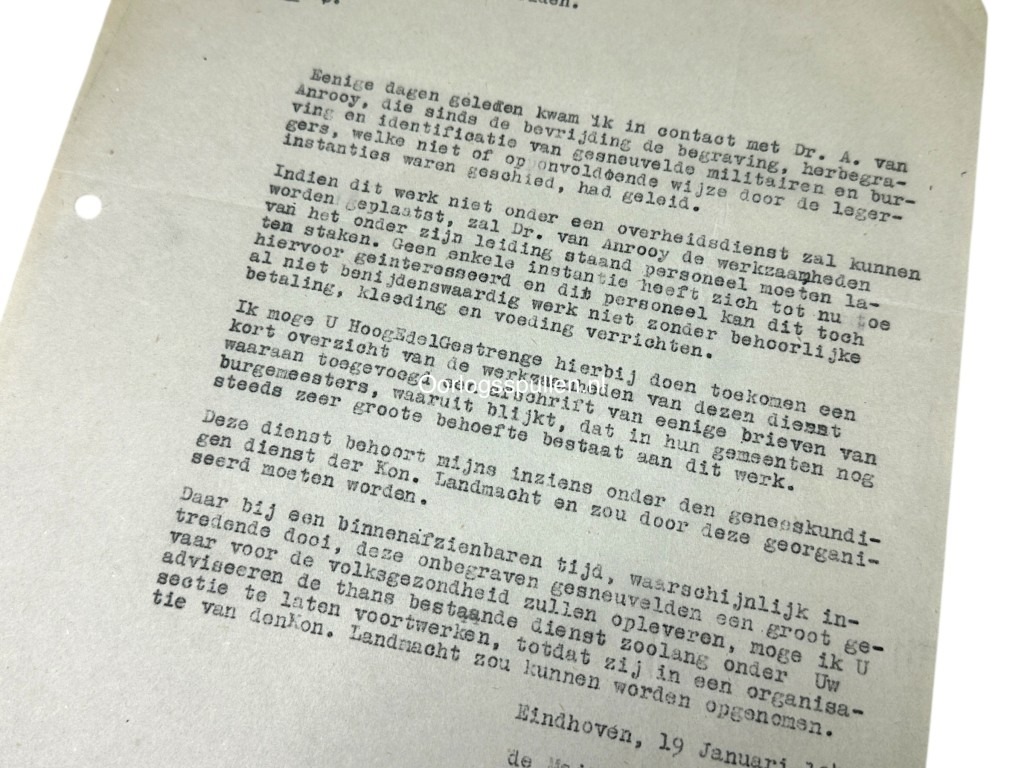 Eenige dagen geleden kwam ik in contact met Dr. A. van
Anrooy, die sinds de bevrijding de begraving, herbegra-
ving en identificatie van gesneuvelde militairen en bur-
gers, welke niet of op onvoldoende wijze door de leger-
instanties waren geschied, had geleid.
Indien dit werk niet onder een overheidsdienst zal kunnen
worden geplaatst, zal Dr. van Anrooy de werkzaamheden
van het onder zijn leiding staand personeel moeten la-
ten staken. Geen enkele instantie heeft zich tot nu toe
hiervoor geinteresseerd en dit personeel kan dit toch
al niet benijdenswaardig werk niet zonder behoorlijke
betaling, kleeding en voeding verrichten.
Ik moge U HoogEdelGestrenge hierbij doen toekomen een
kort overzicht van de werkzaamheden van dezen dienst
waaraan toegevoegd een afschrift van eenige brieven van
burgemeesters, waaruit blijkt, dat in hun gemeenten nog
steeds zeer groote behoefte bestaat aan dit werk.
Oorlogsspullen.nl
Deze dienst behoort mijns inziens onder den geneeskundi-
gen dienst der Kon. Landmacht en zou door deze georgani-
seerd moeten worden.
Daar bij een binnenafzienbaren tijd, waarschijnlijk in-
tredende dooi, deze onbegraven gesneuvelden een groot ge-
vaar voor de volksgezondheid zullen opleveren, moge ik U
adviseeren de thans bestaande dienst zoolang onder Uw
sectie te laten voortwerken, totdat zij in een organisa-
tie van denKon. Landmacht zou kunnen worden opgenomen.
Eindhoven, 19 Januari
de